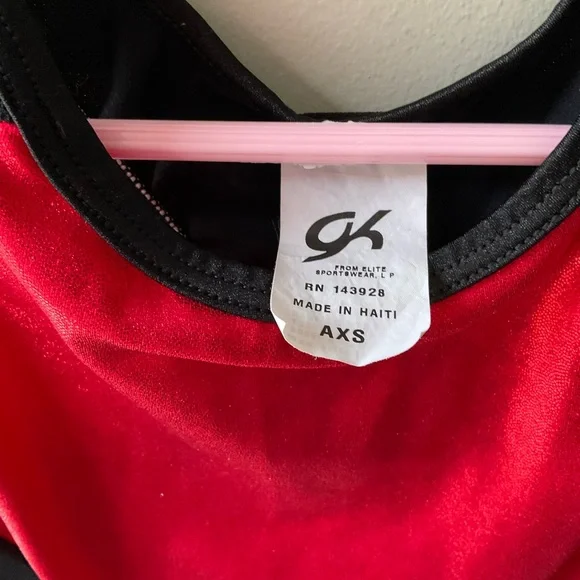 GK
FROM ELITE
SPORTSWEAR, L P
RN 143928
MADE IN HAITI
AXS